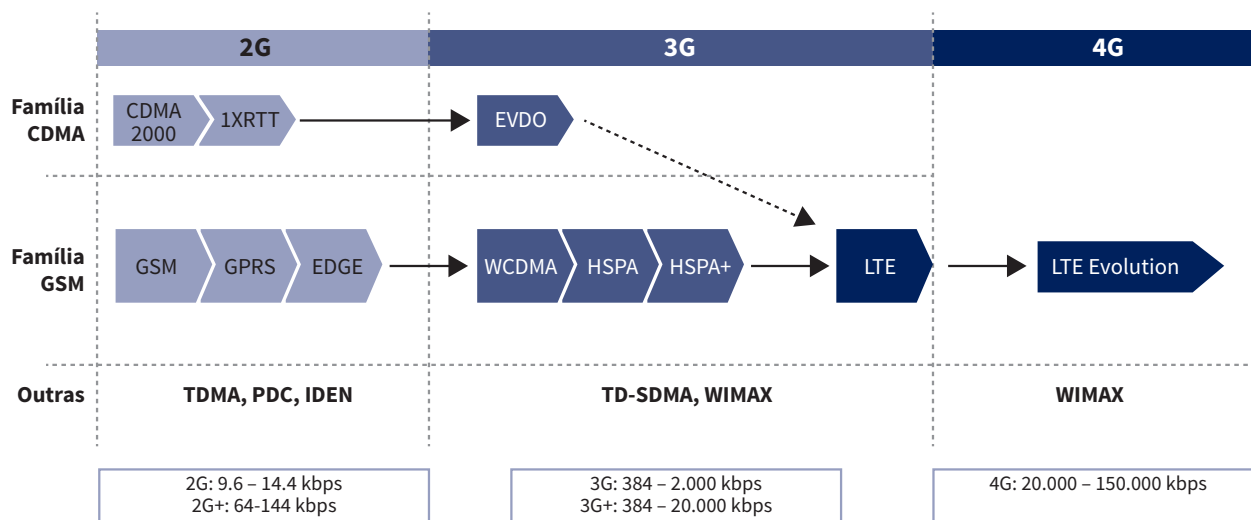 2G
3G
4G
Família
CDMA
CDMA
2000
1XRTT
EVDO
Família
GSM
GSM
GPRS
EDGE
WCDMA
HSPA
HSPA+
LTE
LTE Evolution
Outras
TDMA, PDC, IDEN
TD-SDMA, WIMAX
WIMAX
2G: 9.6 – 14.4 kbps
2G+: 64-144 kbps
3G: 384 – 2.000 kbps
3G+: 384 – 20.000 kbps
4G: 20.000 – 150.000 kbps